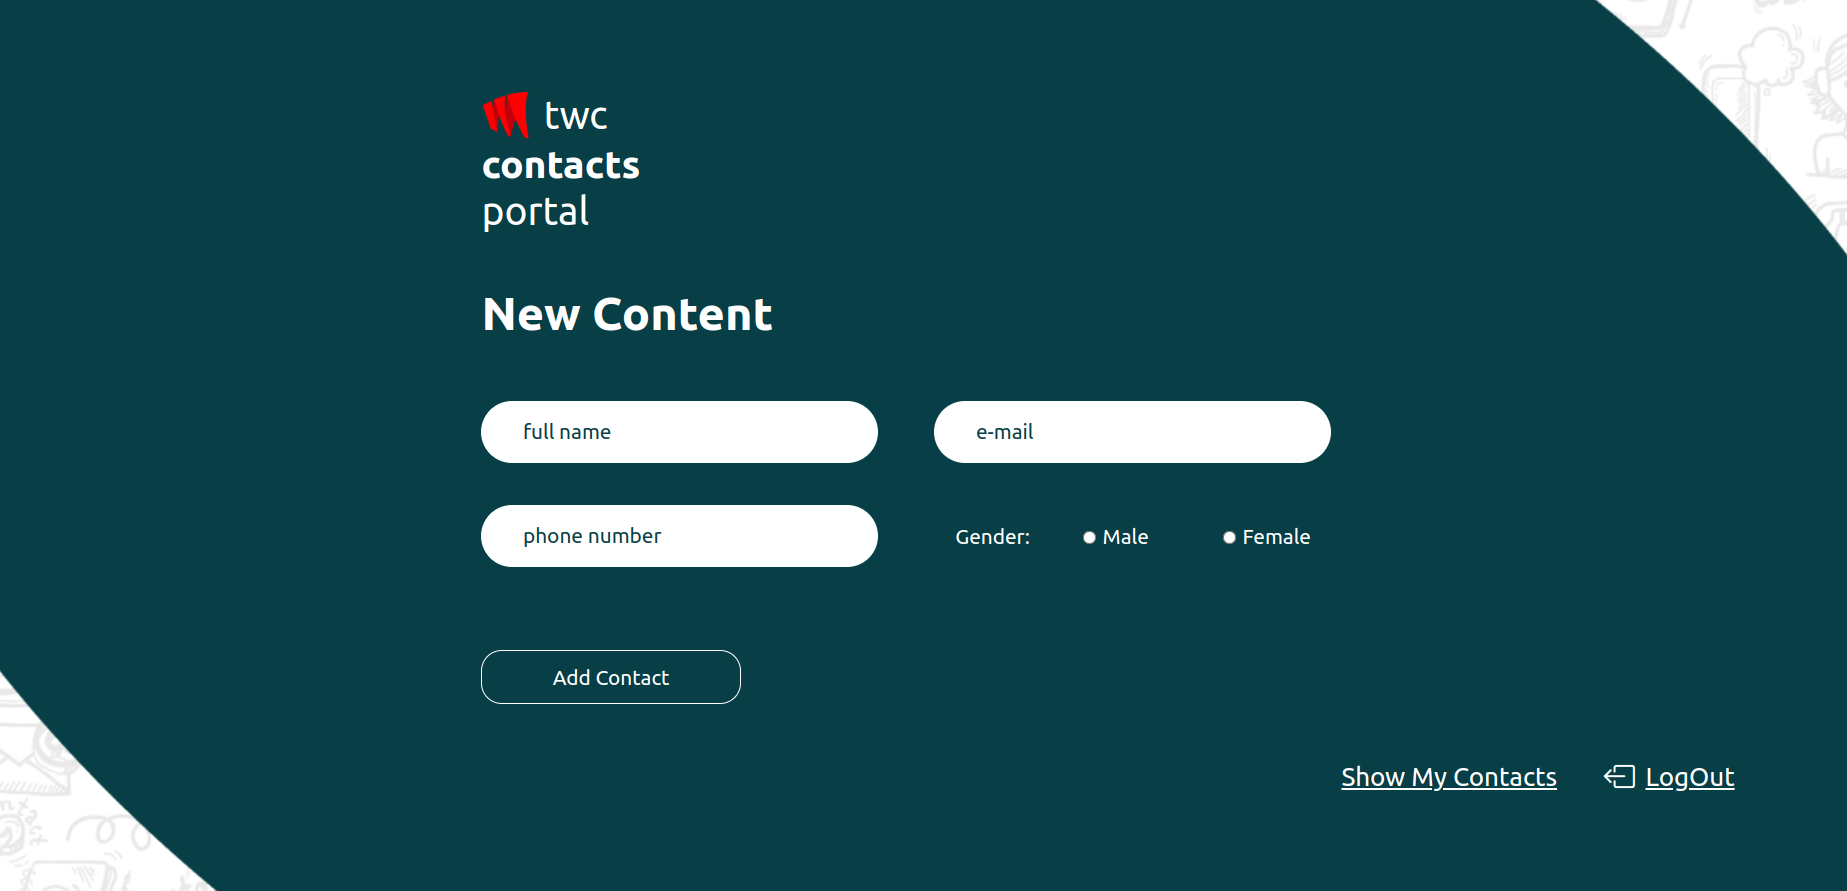 twc
contacts
portal
New Content
full name
e-mail
phone number
Gender: Male Female
Add Contact
Show My Contacts LogOut